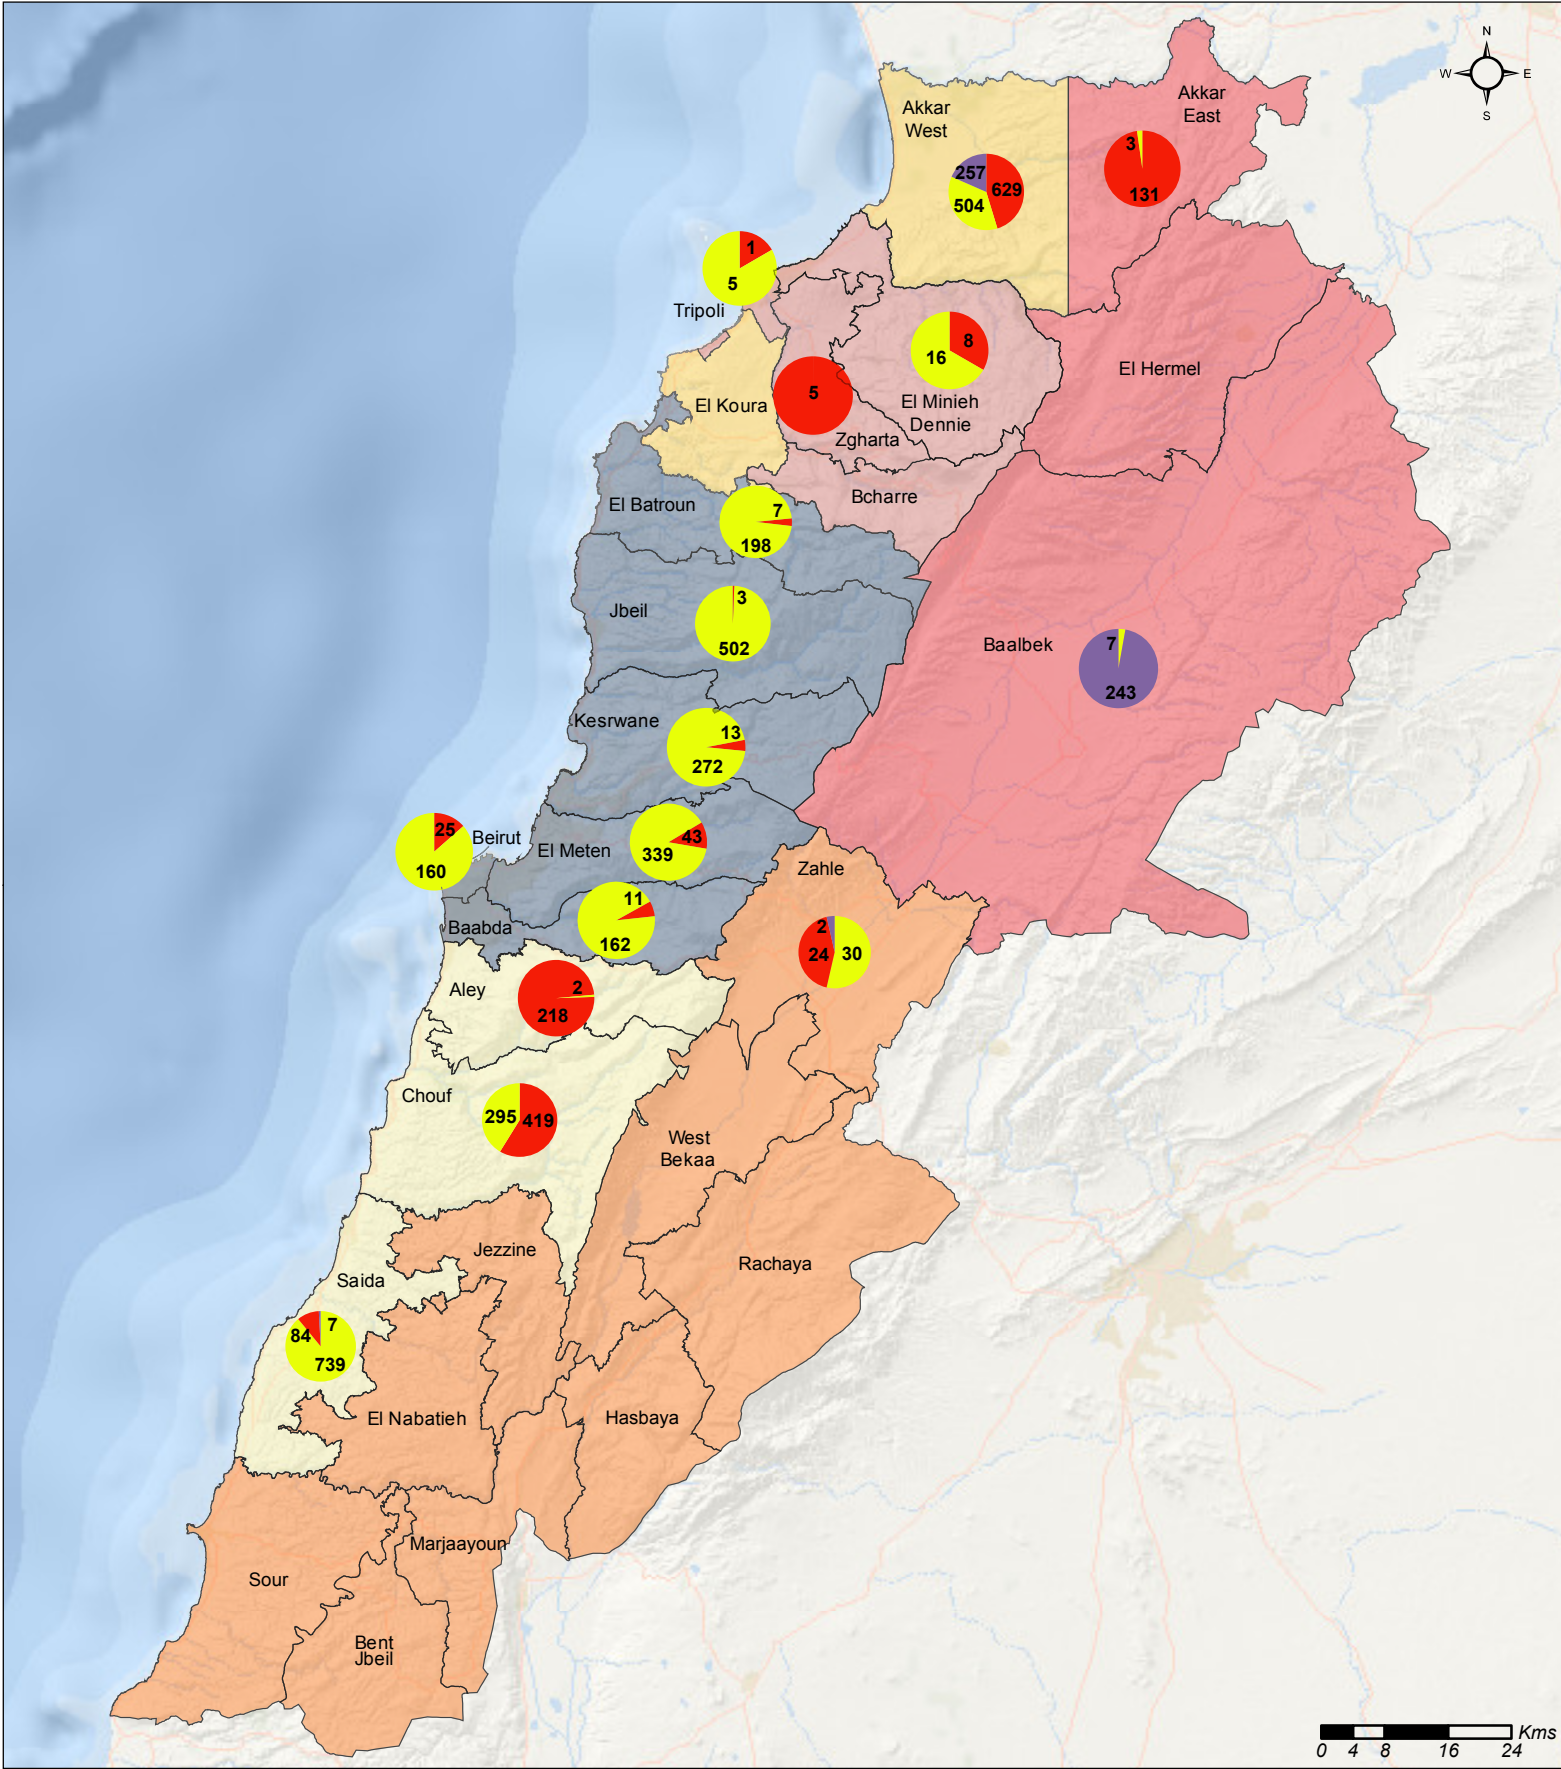 N
W
E
S
Akkar
West
257
629
504
Akkar
East
3
131
1
5
Tripoli
8
16
El Minieh
Dennie
El Hermel
5
Zgharta
El Koura
Bcharre
El Batroun
7
198
Jbeil
3
502
Baalbek
7
243
Kesrwane
13
272
25
160
Beirut
El Meten
43
339
Zahle
2
24
30
Baabda
11
162
Aley
2
218
Chouf
295
419
West
Bekaa
Jezzine
Rachaya
Saida
84
7
739
El Nabatieh
Hasbaya
Marjaayoun
Sour
Bent
Jbeil
Kms
0 4 8 16 24